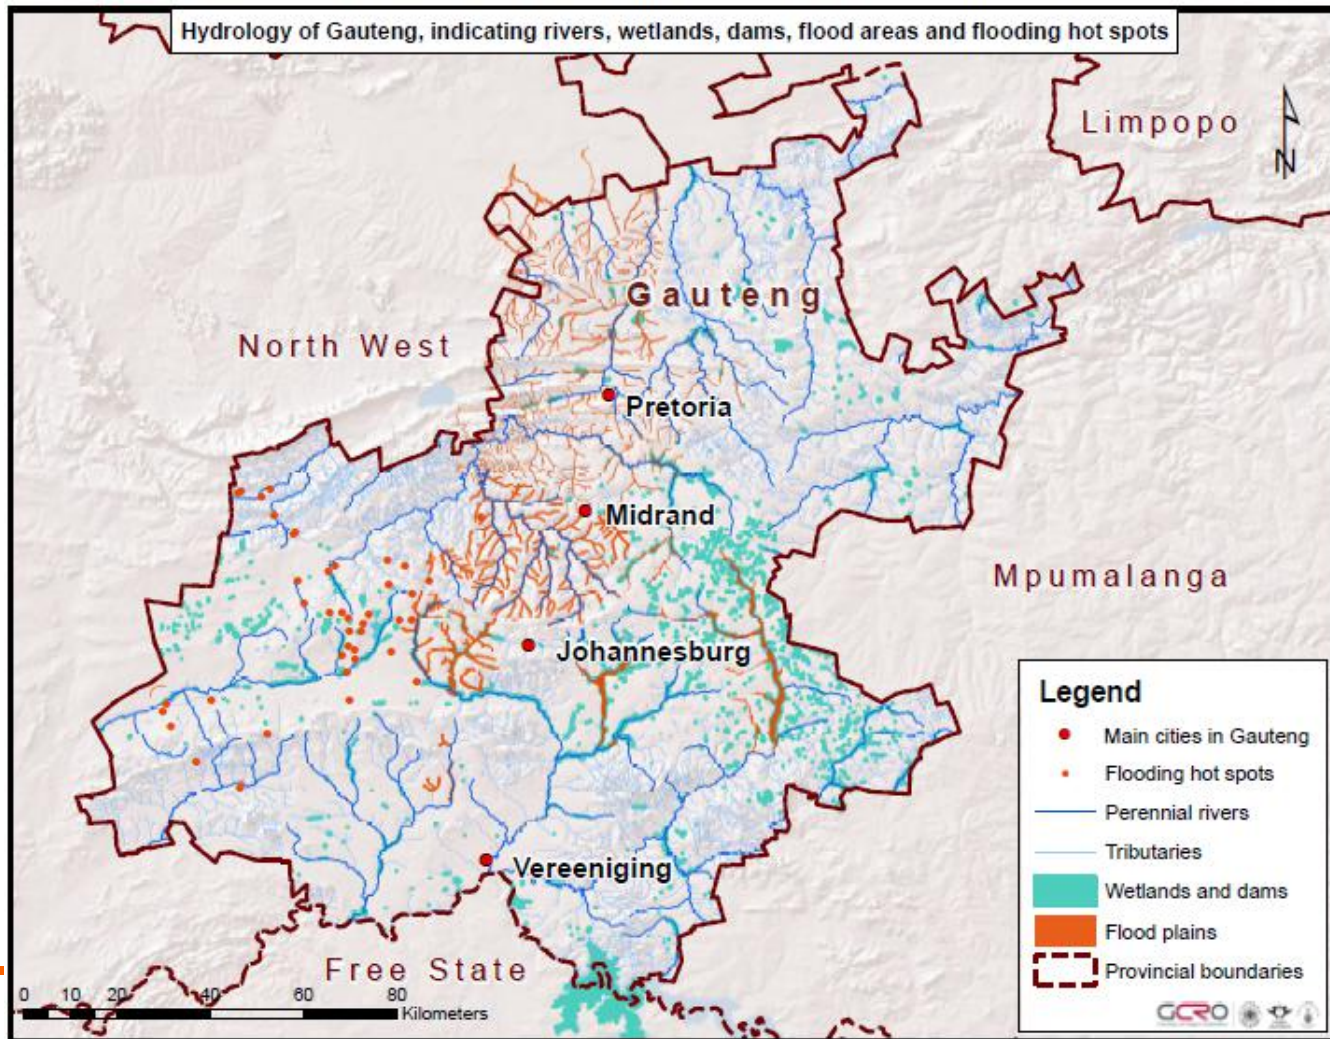 Hydrology of Gauteng, indicating rivers, wetlands, dams, flood areas and flooding hot spots
Limpopo
N
Gauteng
North West
Pretoria
Midrand
Mpumalanga
Johannesburg
Vereeniging
Free State
Legend
Main cities in Gauteng
Flooding hot spots
Perennial rivers
Tributaries
Wetlands and dams
Flood plains
Provincial boundaries
0 10 20 40 60 80
Kilometers
GCRO